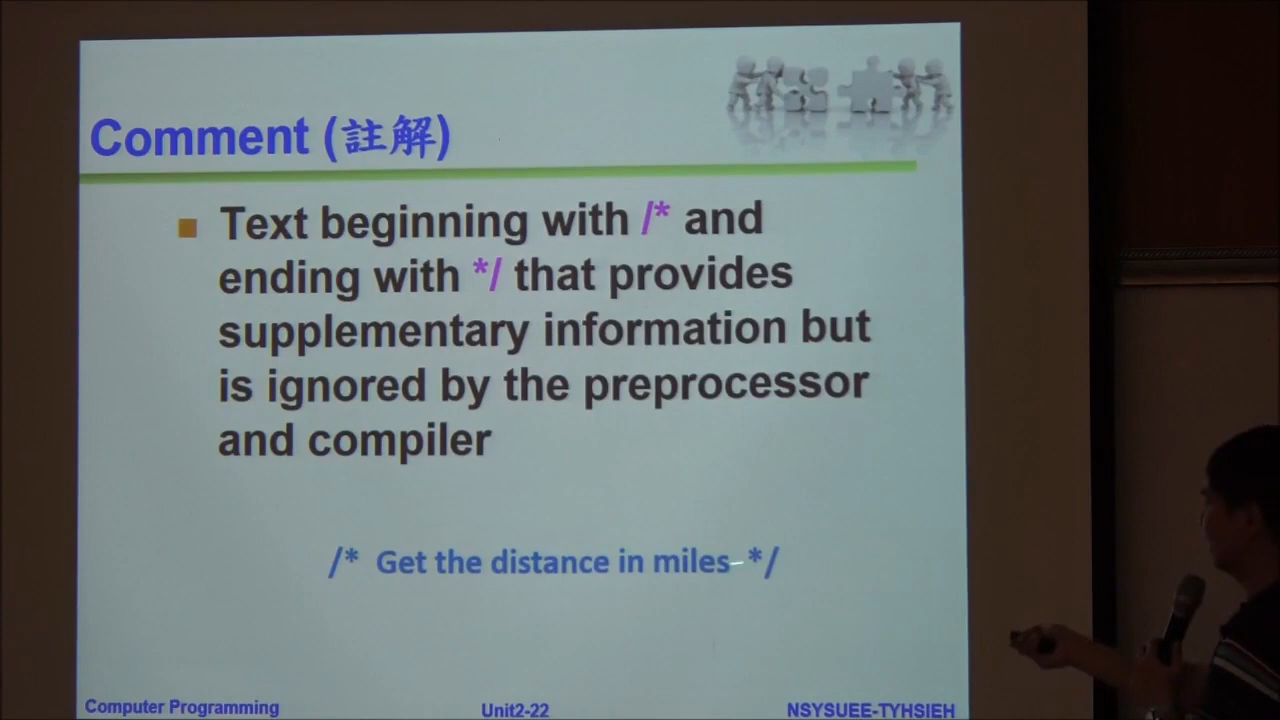 Comment (註解)
Text beginning with /* and
ending with */ that provides
supplementary information but
is ignored by the preprocessor
and compiler
/* Get the distance in miles */
Computer Programming
Unit2-22
NSYSUEE-TYHSIEH